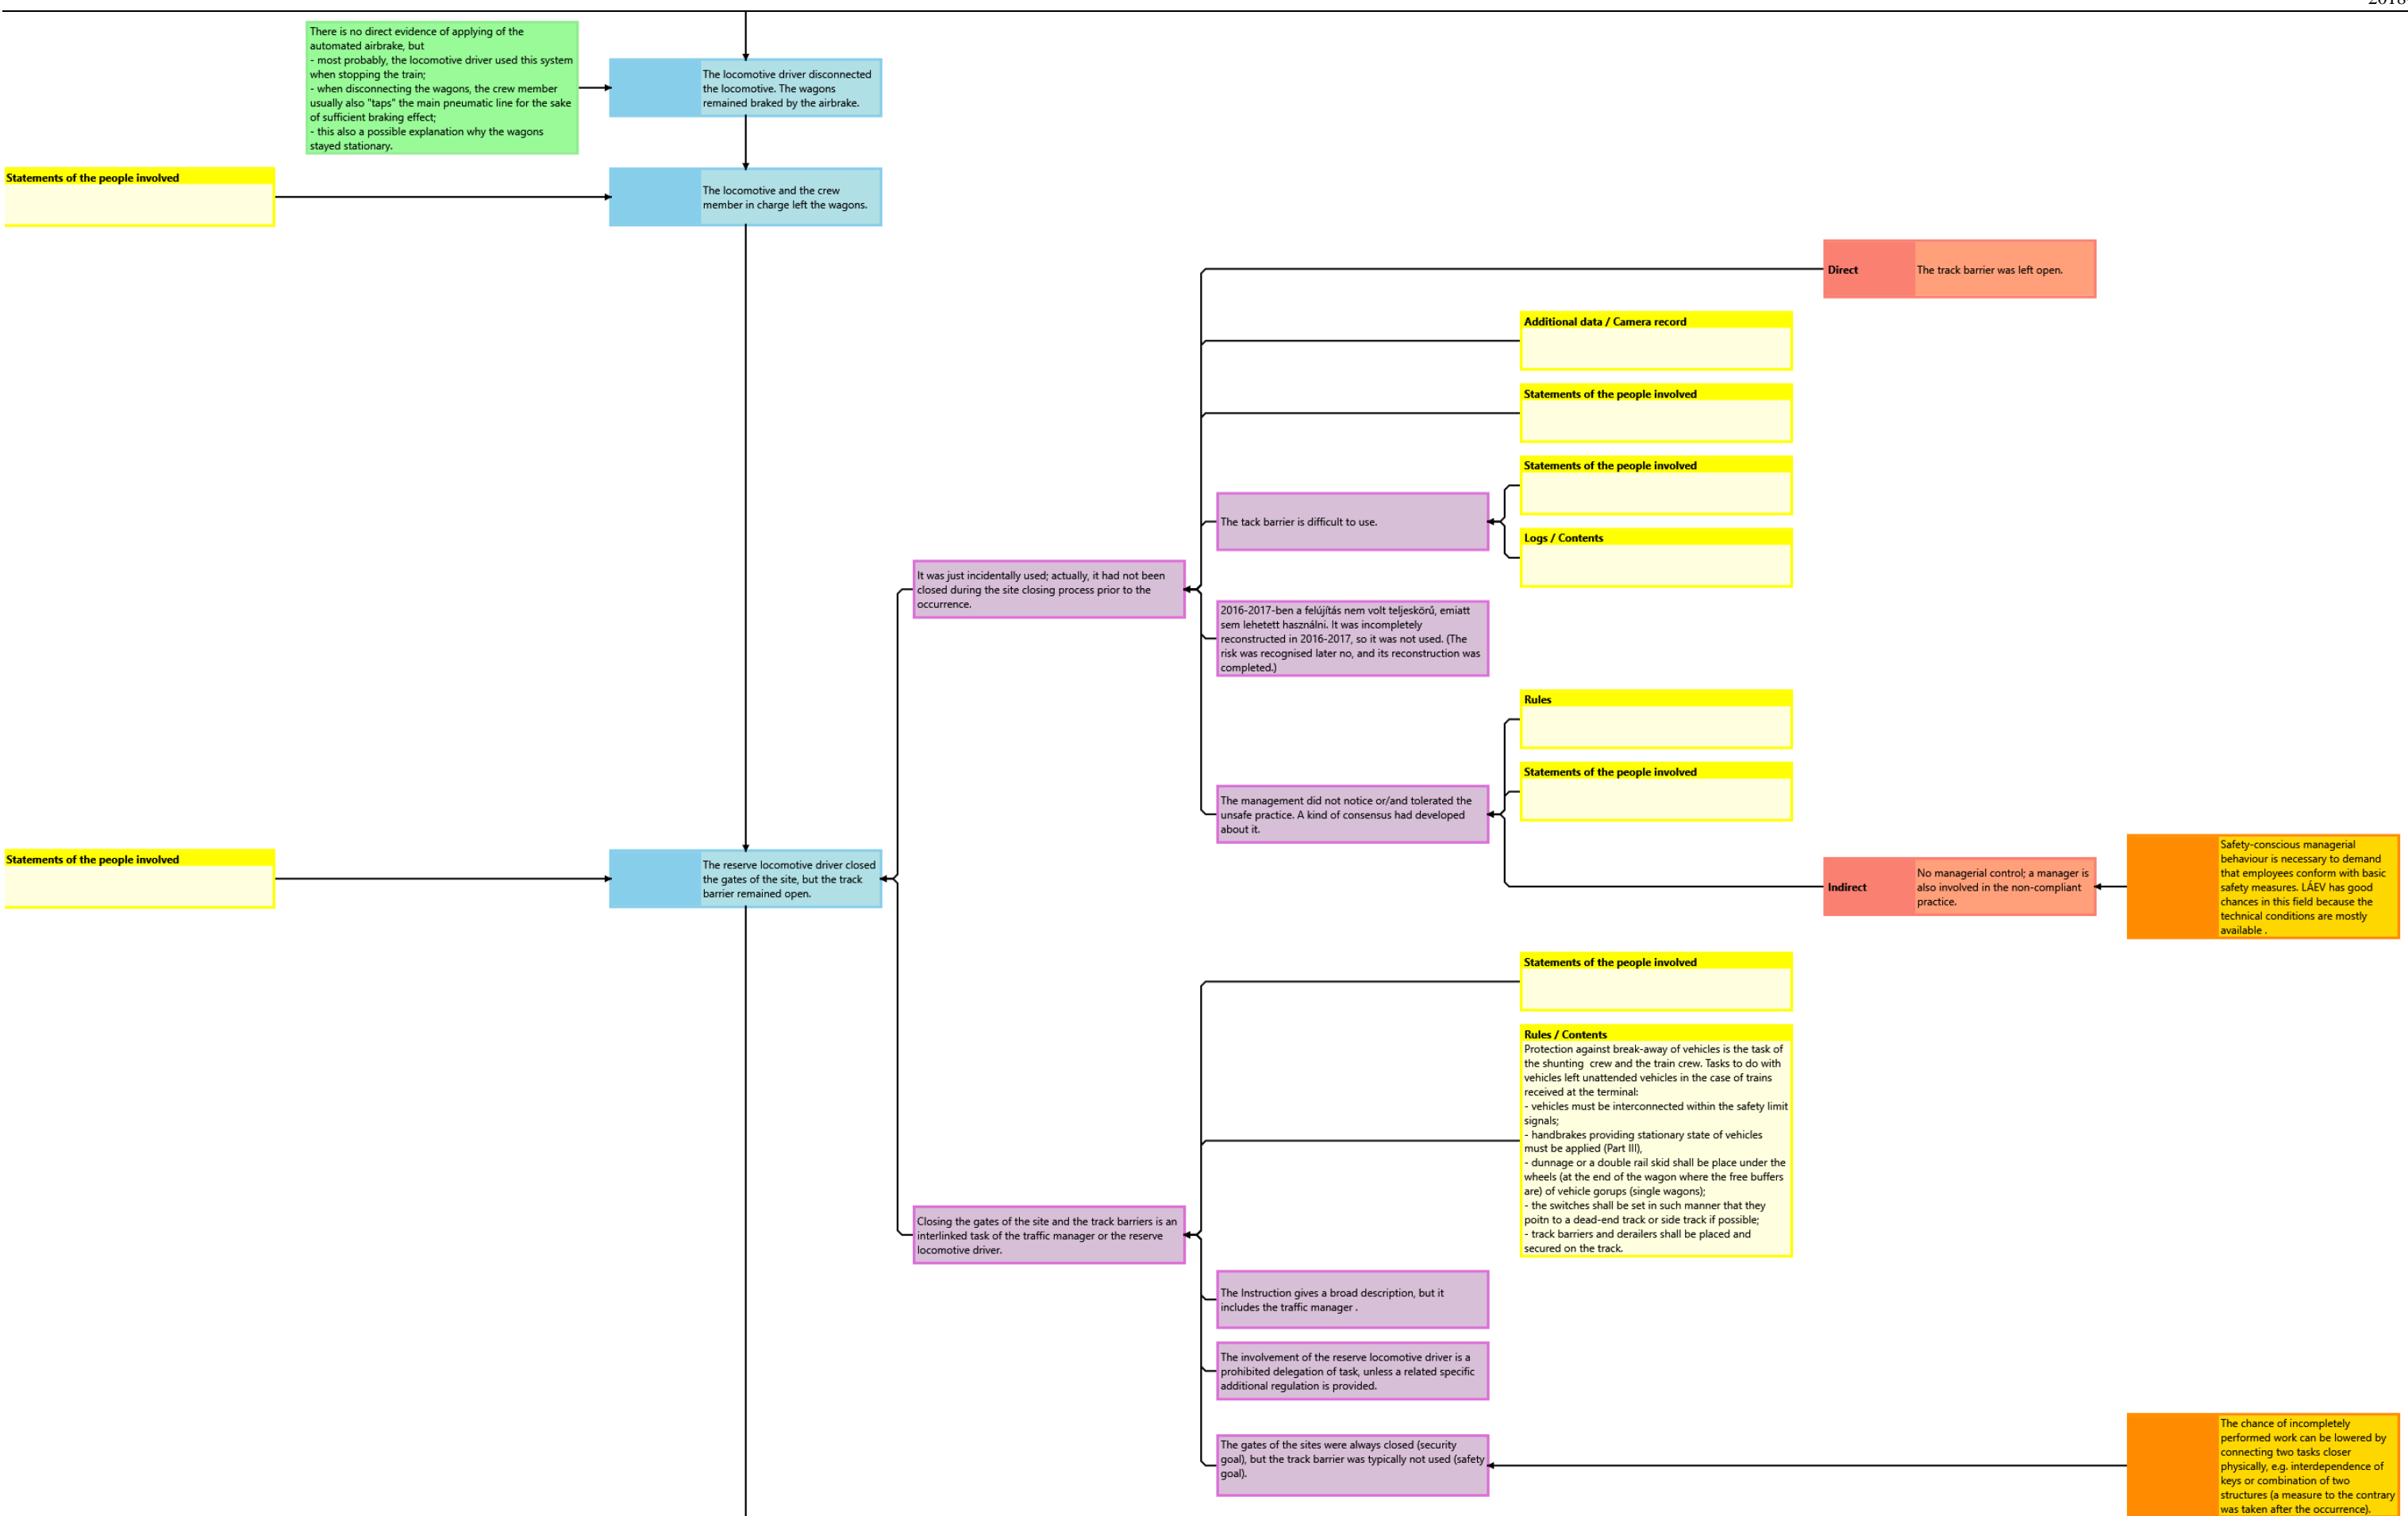 There is no direct evidence of applying of the
automated airbrake, but
- most probably, the locomotive driver used this system
when stopping the train;
- when disconnecting the wagons, the crew member
usually also "taps" the main pneumatic line for the sake
of sufficient braking effect;
- this also a possible explanation why the wagons
stayed stationary.
The locomotive driver disconnected
the locomotive. The wagons
remained braked by the airbrake.
Statements of the people involved
The locomotive and the crew
member in charge left the wagons.
Direct
The track barrier was left open.
Additional data / Camera record
Statements of the people involved
Statements of the people involved
The tack barrier is difficult to use.
Logs / Contents
It was just incidentally used; actually, it had not been
closed during the site closing process prior to the
occurrence.
2016-2017-ben a felújítás nem volt teljeskörű, emiatt
sem lehetett használni. It was incompletely
reconstructed in 2016-2017, so it was not used. (The
risk was recognised later no, and its reconstruction was
completed.)
Rules
Statements of the people involved
The management did not notice or/and tolerated the
unsafe practice. A kind of consensus had developed
about it.
Statements of the people involved
The reserve locomotive driver closed
the gates of the site, but the track
barrier remained open.
Indirect
No managerial control; a manager is
also involved in the non-compliant
practice.
Safety-conscious managerial
behaviour is necessary to demand
that employees conform with basic
safety measures. LÁEV has good
chances in this field because the
technical conditions are mostly
available .
Statements of the people involved
Rules / Contents
Protection against break-away of vehicles is the task of
the shunting  crew and the train crew. Tasks to do with
vehicles left unattended vehicles in the case of trains
received at the terminal:
- vehicles must be interconnected within the safety limit
signals;
- handbrakes providing stationary state of vehicles
must be applied (Part III),
- dunnage or a double rail skid shall be place under the
wheels (at the end of the wagon where the free buffers
are) of vehicle gorups (single wagons);
- the switches shall be set in such manner that they
poitn to a dead-end track or side track if possible;
- track barriers and derailers shall be placed and
secured on the track.
Closing the gates of the site and the track barriers is an
interlinked task of the traffic manager or the reserve
locomotive driver.
The Instruction gives a broad description, but it
includes the traffic manager .
The involvement of the reserve locomotive driver is a
prohibited delegation of task, unless a related specific
additional regulation is provided.
The gates of the sites were always closed (security
goal), but the track barrier was typically not used (safety
goal).
The chance of incompletely
performed work can be lowered by
connecting two tasks closer
physically, e.g. interdependence of
keys or combination of two
structures (a measure to the contrary
was taken after the occurrence).